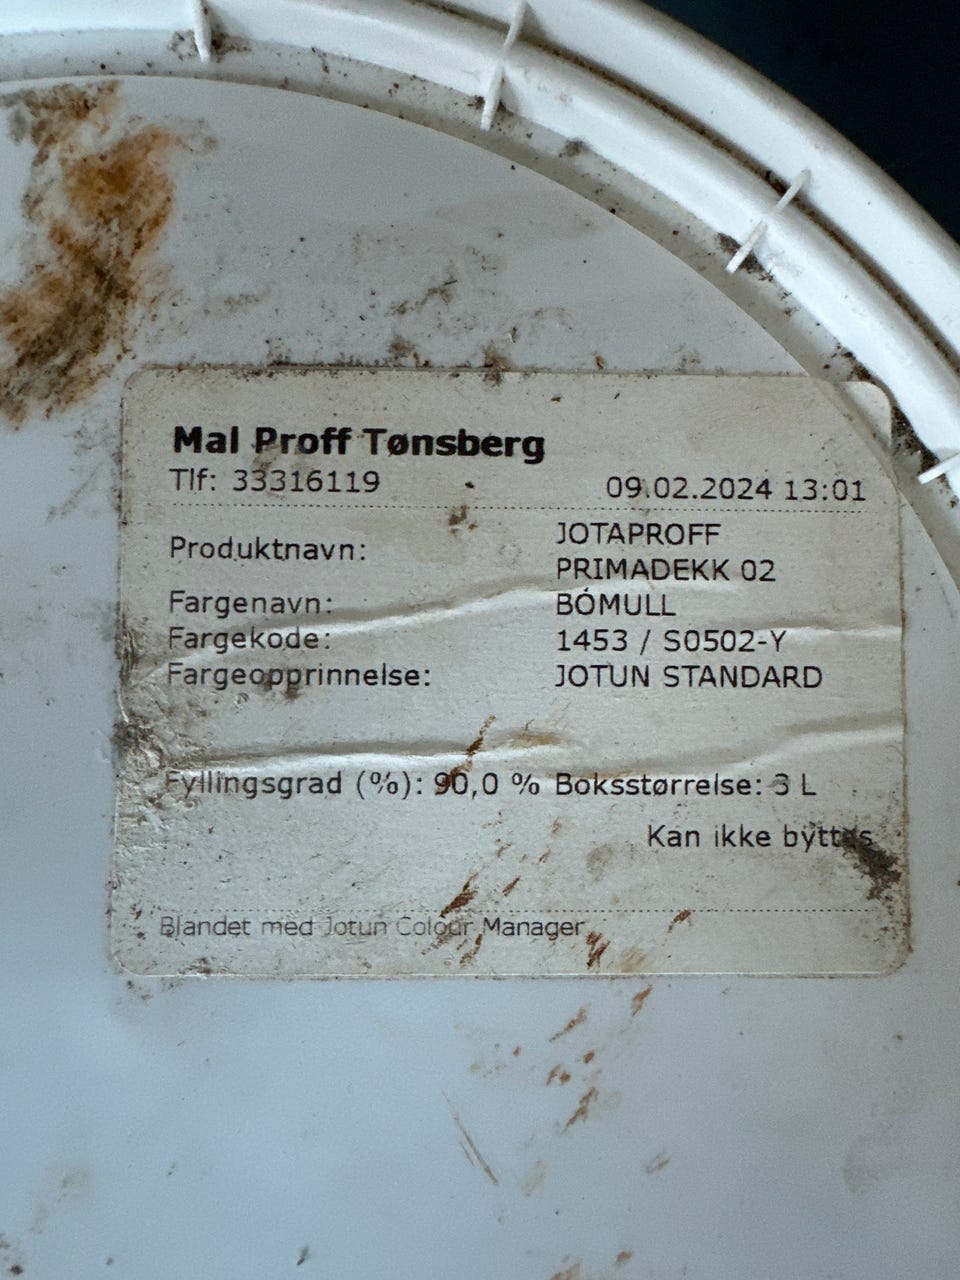 Mal Proff Tønsberg
Tlf: 33316119 09.02.2024 13:01
Produktnavn: JOTAPROFF
PRIMADEKK 02
Fargenavn: BOMULL
Fargekode: 1453 / S0502-Y
Fargeopprinnelse: JOTUN STANDARD
Fyllingsgrad (%): 90,0 % Boksstørrelse: 3 L
Kan ikke byttes
Blandet med Jotun Colour Manager